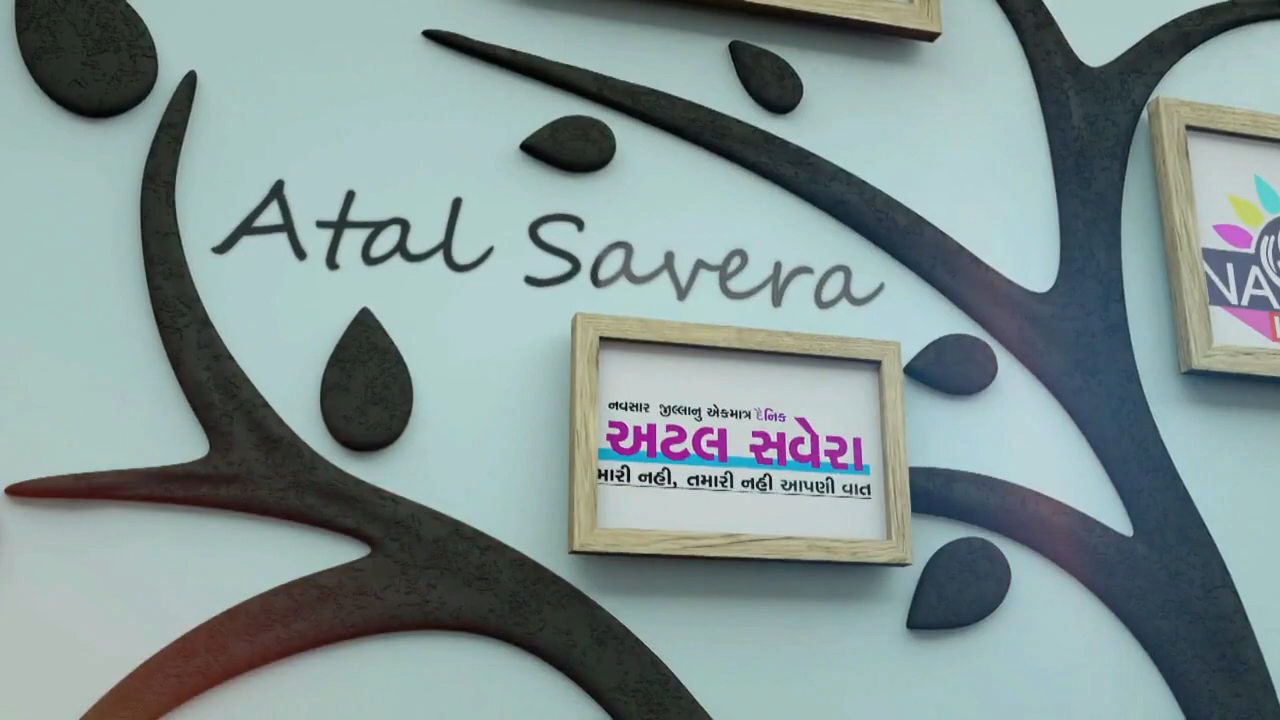 Atal Savera
નવસાર જીલ્લાનુ એકમાત્ર દૈનિક
અટલ સવેરા
મારી નહી, તમારી નહી આપણી વાત